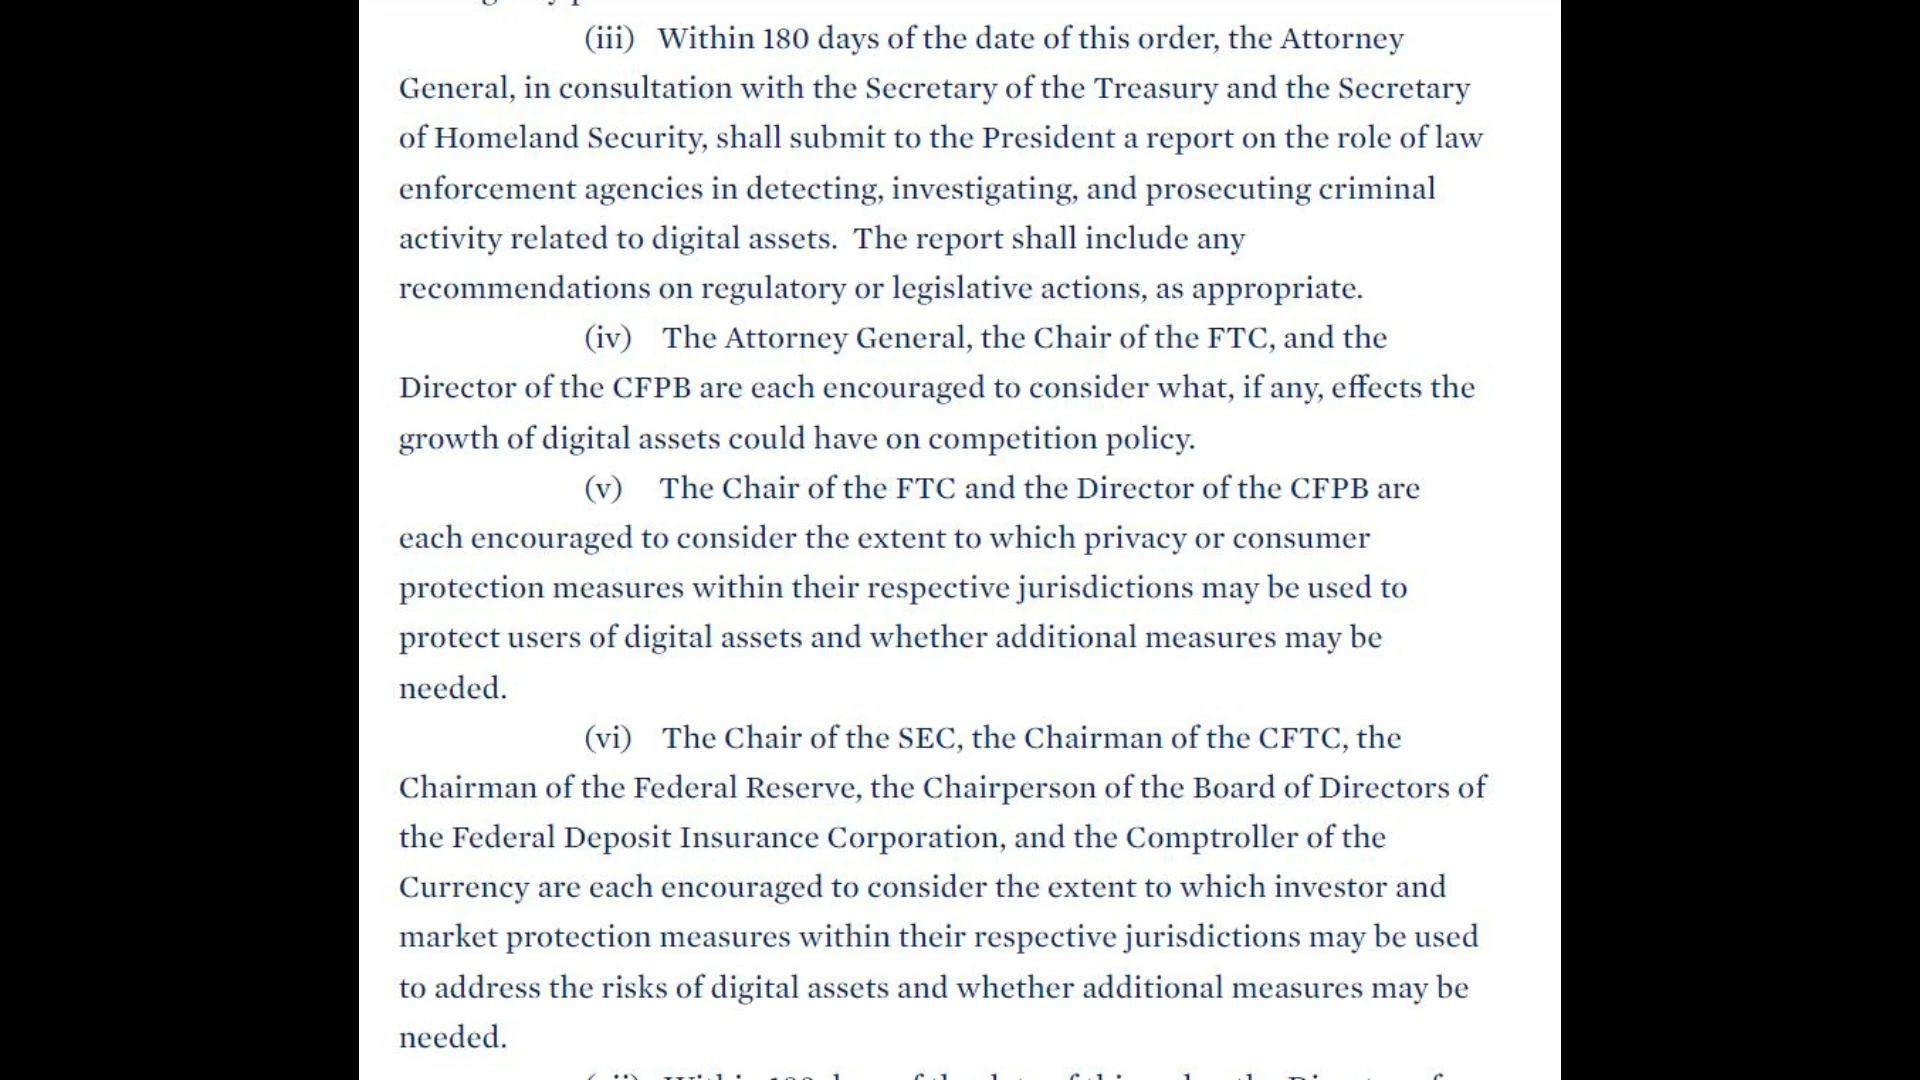 (iii) Within 180 days of the date of this order, the Attorney
General, in consultation with the Secretary of the Treasury and the Secretary
of Homeland Security, shall submit to the President a report on the role of law
enforcement agencies in detecting, investigating, and prosecuting criminal
activity related to digital assets. The report shall include any
recommendations on regulatory or legislative actions, as appropriate.
(iv) The Attorney General, the Chair of the FTC, and the
Director of the CFPB are each encouraged to consider what, if any, effects the
growth of digital assets could have on competition policy.
(v) The Chair of the FTC and the Director of the CFPB are
each encouraged to consider the extent to which privacy or consumer
protection measures within their respective jurisdictions may be used to
protect users of digital assets and whether additional measures may be
needed.
(vi) The Chair of the SEC, the Chairman of the CFTC, the
Chairman of the Federal Reserve, the Chairperson of the Board of Directors of
the Federal Deposit Insurance Corporation, and the Comptroller of the
Currency are each encouraged to consider the extent to which investor and
market protection measures within their respective jurisdictions may be used
to address the risks of digital assets and whether additional measures may be
needed.